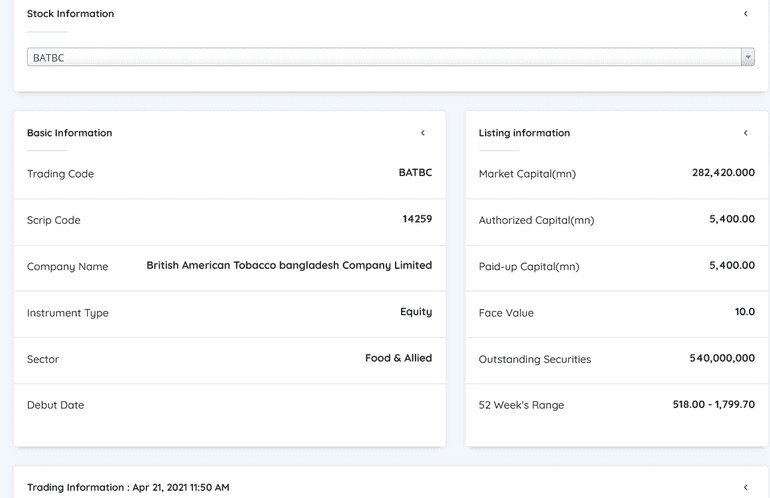 Stock Information
BATBC
Basic Information
Trading Code BATBC
Scrip Code 14259
Company Name British American Tobacco bangladesh Company Limited
Instrument Type Equity
Sector Food & Allied
Debut Date
Listing information
Market Capital(mn) 282,420.000
Authorized Capital(mn) 5,400.00
Paid-up Capital(mn) 5,400.00
Face Value 10.0
Outstanding Securities 540,000,000
52 Week's Range 518.00 - 1,799.70
Trading Information : Apr 21, 2021 11:50 AM